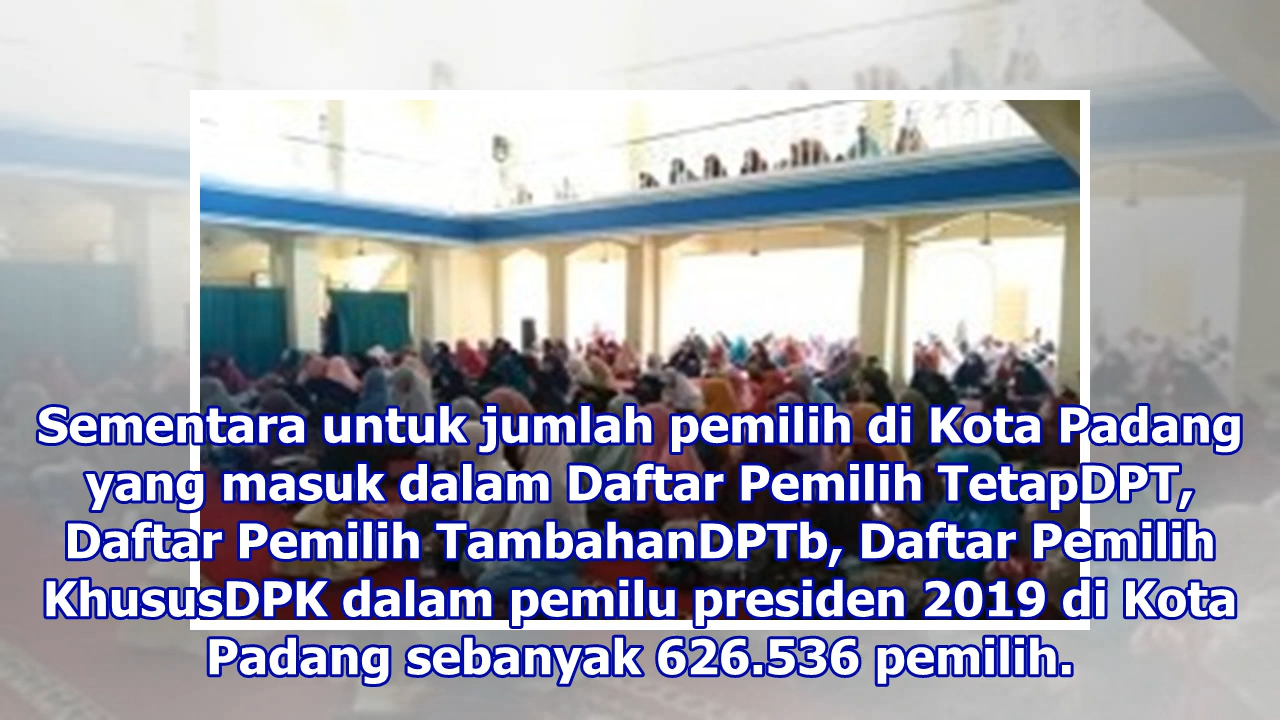 Sementara untuk jumlah pemilih di Kota Padang
yang masuk dalam Daftar Pemilih TetapDPT,
Daftar Pemilih TambahanDPTb, Daftar Pemilih
KhususDPK dalam pemilu presiden 2019 di Kota
Padang sebanyak 626.536 pemilih.